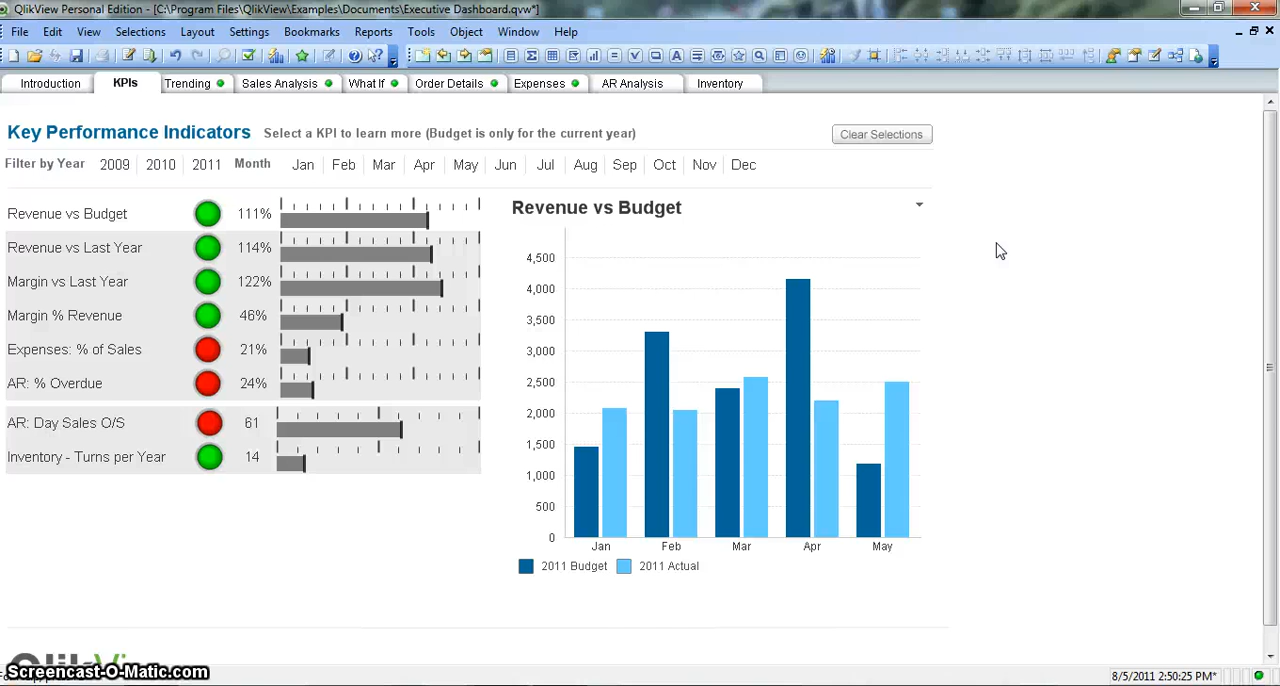 QlikView Personal Edition - [C:\Program Files\QlikView\Examples\Documents\Executive Dashboard.qvw*]
File Edit View Selections Layout Settings Bookmarks Reports Tools Object Window Help
Introduction KPIs Trending Sales Analysis What If Order Details Expenses AR Analysis Inventory
Key Performance Indicators Select a KPI to learn more (Budget is only for the current year) Clear Selections
Filter by Year 2009 2010 2011 Month Jan Feb Mar Apr May Jun Jul Aug Sep Oct Nov Dec
Revenue vs Budget 111%
Revenue vs Last Year 114%
Margin vs Last Year 122%
Margin % Revenue 46%
Expenses: % of Sales 21%
AR: % Overdue 24%
AR: Day Sales O/S 61
Inventory - Turns per Year 14
Revenue vs Budget
4,500
4,000
3,500
3,000
2,500
2,000
1,500
1,000
500
0
Jan Feb Mar Apr May
2011 Budget 2011 Actual
QlikView
Screencast-O-Matic.com
8/5/2011 2:50:25 PM*